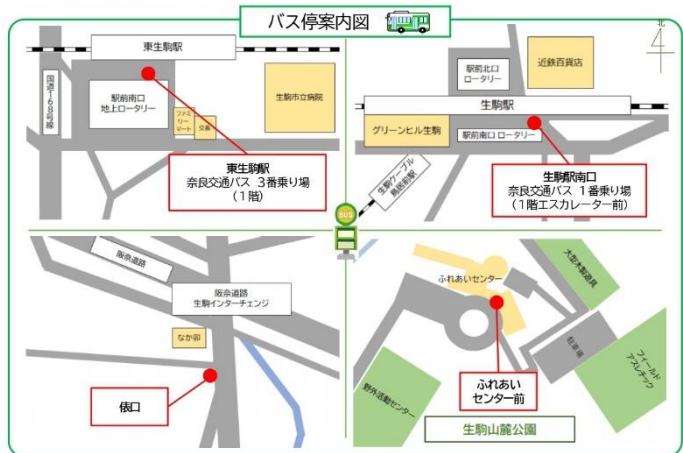 バス停案内図
北
東生駒駅
国道168号線
駅前南口
地上ロータリー
ファミ
リー
マート
交番
生駒市立病院
東生駒駅
奈良交通バス 3番乗り場
(1階)
駅前北口
ロータリー
近鉄百貨店
生駒駅
グリーンヒル生駒
駅前南口 ロータリー
生駒ケーブル
鳥居前駅
生駒駅南口
奈良交通バス 1番乗り場
(1階エスカレーター前)
BUS
阪奈道路
阪奈道路
生駒インターチェンジ
なか卯
俵口
ふれあいセンター
大型木製遊具
駐車場
フィールド
アスレチック
野外活動センター
ふれあい
センター前
生駒山麓公園